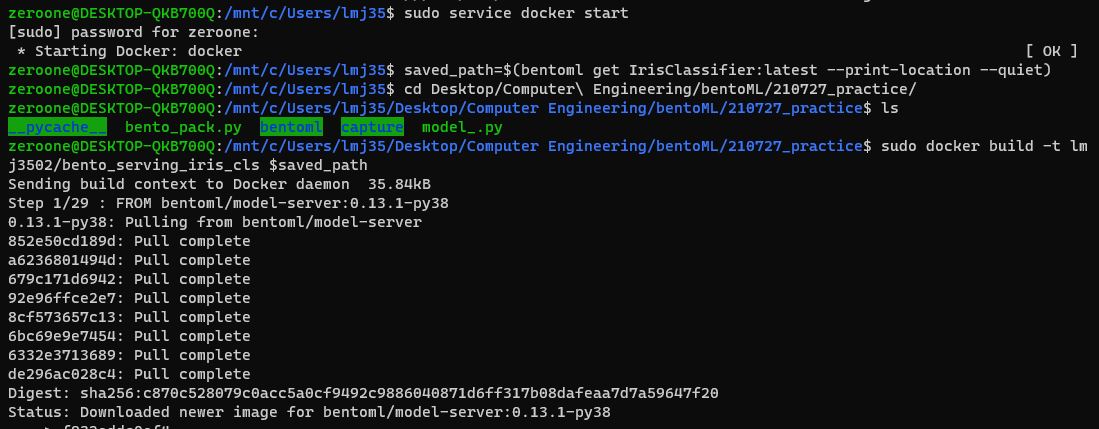 zeroone@DESKTOP-QKB700Q:/mnt/c/Users/lmj35$ sudo service docker start
[sudo] password for zeroone:
 * Starting Docker: docker [ OK ]
zeroone@DESKTOP-QKB700Q:/mnt/c/Users/lmj35$ saved_path=$(bentoml get IrisClassifier:latest --print-location --quiet)
zeroone@DESKTOP-QKB700Q:/mnt/c/Users/lmj35$ cd Desktop/Computer\ Engineering/bentoML/210727_practice/
zeroone@DESKTOP-QKB700Q:/mnt/c/Users/lmj35/Desktop/Computer Engineering/bentoML/210727_practice$ ls
__pycache__ bento_pack.py bentoml capture model_.py
zeroone@DESKTOP-QKB700Q:/mnt/c/Users/lmj35/Desktop/Computer Engineering/bentoML/210727_practice$ sudo docker build -t lm
j3502/bento_serving_iris_cls $saved_path
Sending build context to Docker daemon  35.84kB
Step 1/29 : FROM bentoml/model-server:0.13.1-py38
0.13.1-py38: Pulling from bentoml/model-server
852e50cd189d: Pull complete
a6236801494d: Pull complete
679c171d6942: Pull complete
92e96ffce2e7: Pull complete
8cf573657c13: Pull complete
6bc69e9e7454: Pull complete
6332e3713689: Pull complete
de296ac028c4: Pull complete
Digest: sha256:c870c528079c0acc5a0cf9492c9886040871d6ff317b08dafeaa7d7a59647f20
Status: Downloaded newer image for bentoml/model-server:0.13.1-py38